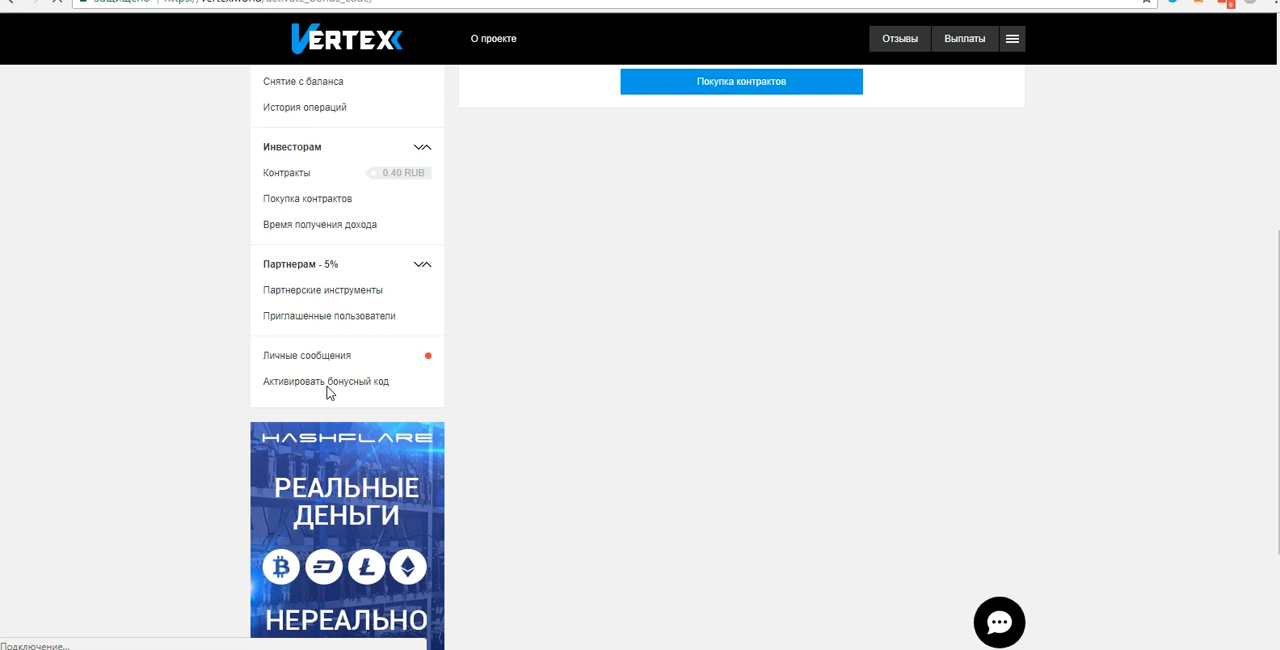 VERTEX
О проекте
Отзывы
Выплаты
Снятие с баланса
История операций
Покупка контрактов
Инвесторам
Контракты
0.40 RUB
Покупка контрактов
Время получения дохода
Партнерам - 5%
Партнерские инструменты
Приглашенные пользователи
Личные сообщения
Активировать бонусный код
HASHFLARE
РЕАЛЬНЫЕ
ДЕНЬГИ
НЕРЕАЛЬНО
Подключение...